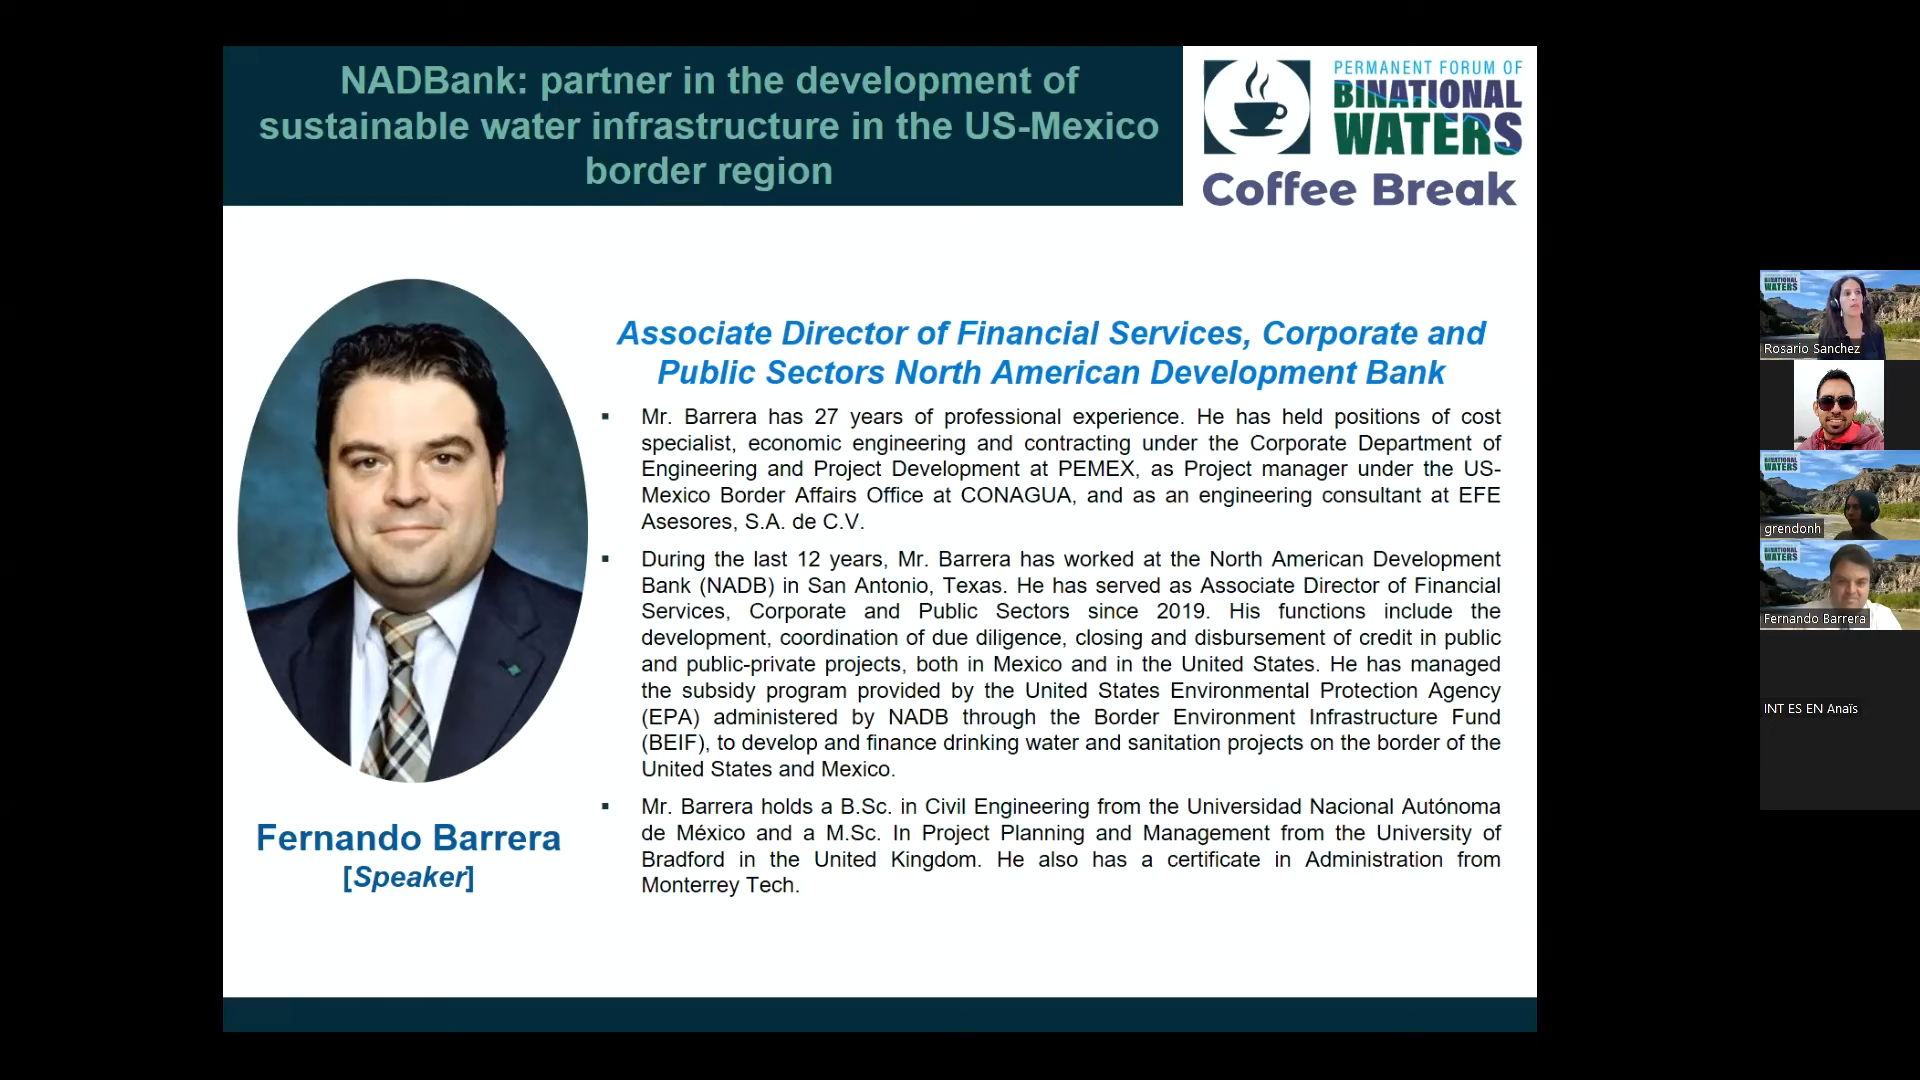 NADBank: partner in the development of
sustainable water infrastructure in the US-Mexico
border region
PERMANENT FORUM OF
BINATIONAL
WATERS
Coffee Break
Associate Director of Financial Services, Corporate and
Public Sectors North American Development Bank
▪ Mr. Barrera has 27 years of professional experience. He has held positions of cost
specialist, economic engineering and contracting under the Corporate Department of
Engineering and Project Development at PEMEX, as Project manager under the US-
Mexico Border Affairs Office at CONAGUA, and as an engineering consultant at EFE
Asesores, S.A. de C.V.
▪ During the last 12 years, Mr. Barrera has worked at the North American Development
Bank (NADB) in San Antonio, Texas. He has served as Associate Director of Financial
Services, Corporate and Public Sectors since 2019. His functions include the
development, coordination of due diligence, closing and disbursement of credit in public
and public-private projects, both in Mexico and in the United States. He has managed
the subsidy program provided by the United States Environmental Protection Agency
(EPA) administered by NADB through the Border Environment Infrastructure Fund
(BEIF), to develop and finance drinking water and sanitation projects on the border of the
United States and Mexico.
▪ Mr. Barrera holds a B.Sc. in Civil Engineering from the Universidad Nacional Autónoma
de México and a M.Sc. In Project Planning and Management from the University of
Bradford in the United Kingdom. He also has a certificate in Administration from
Monterrey Tech.
Fernando Barrera
[Speaker]
BINATIONAL
WATERS
Rosario Sanchez
BINATIONAL
WATERS
grendonh
BINATIONAL
WATERS
Fernando Barrera
INT ES EN Anaïs